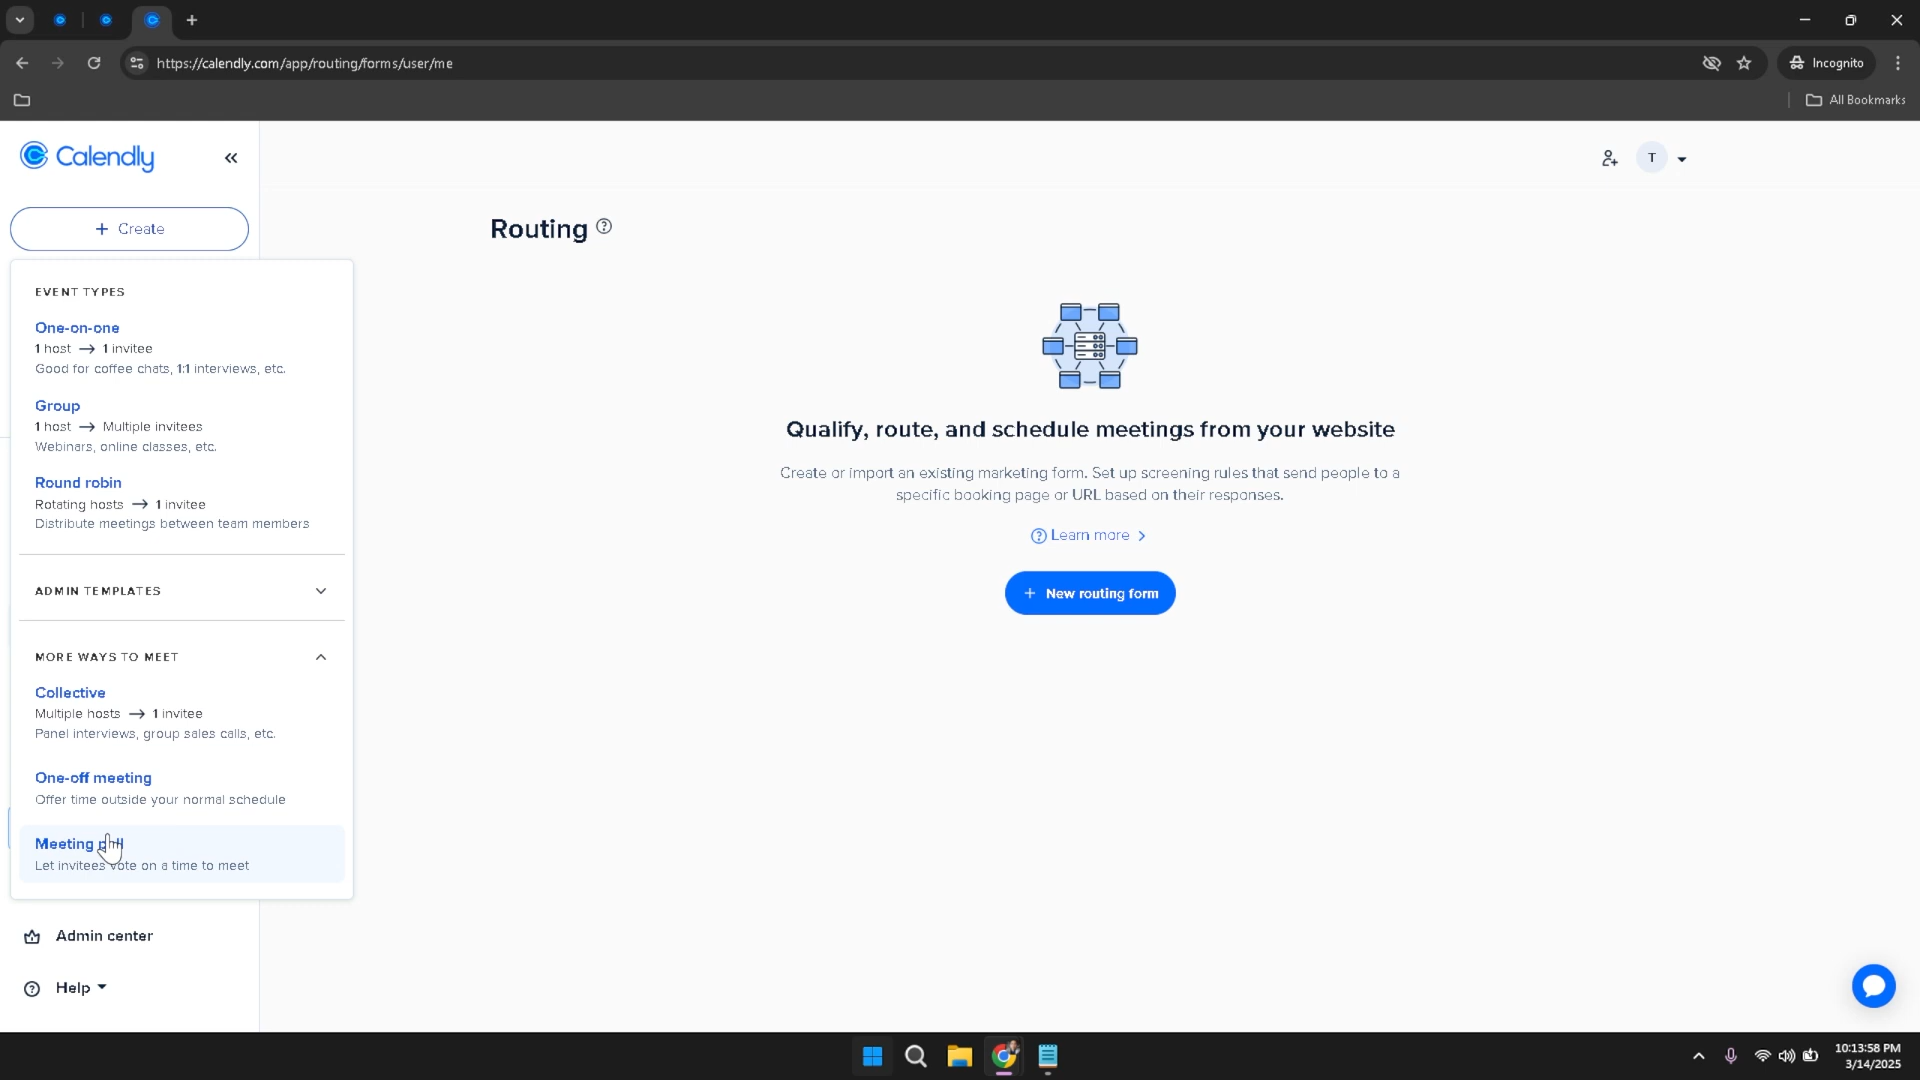 https://calendly.com/app/routing/forms/user/me
Incognito
All Bookmarks
Calendly
+ Create
T
Routing
EVENT TYPES
One-on-one
1 host → 1 invitee
Good for coffee chats, 1:1 interviews, etc.
Group
1 host → Multiple invitees
Webinars, online classes, etc.
Round robin
Rotating hosts → 1 invitee
Distribute meetings between team members
ADMIN TEMPLATES
MORE WAYS TO MEET
Collective
Multiple hosts → 1 invitee
Panel interviews, group sales calls, etc.
One-off meeting
Offer time outside your normal schedule
Meeting poll
Let invitees vote on a time to meet
Admin center
Help
Qualify, route, and schedule meetings from your website
Create or import an existing marketing form. Set up screening rules that send people to a
specific booking page or URL based on their responses.
Learn more
+ New routing form
10:13:58 PM
3/14/2025